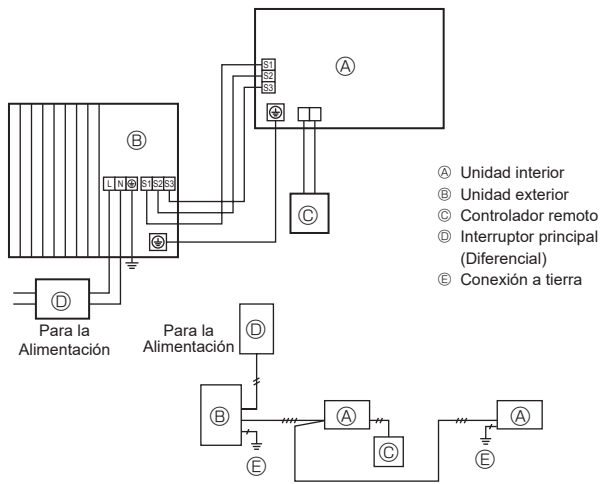 Ⓐ
S1
S2
S3
Ⓑ
L N S1 S2 S3
Ⓒ
Ⓓ
Para la
Alimentación
Ⓐ Unidad interior
Ⓑ Unidad exterior
Ⓒ Controlador remoto
Ⓓ Interruptor principal
(Diferencial)
Ⓔ Conexión a tierra
Para la
Alimentación
Ⓓ
Ⓑ
Ⓐ
Ⓐ
Ⓒ
Ⓔ
Ⓔ